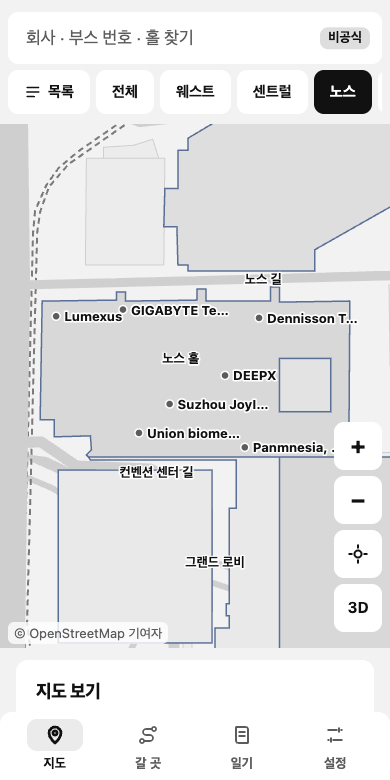 회사 · 부스 번호 · 홀 찾기
비공식
목록
전체
웨스트
센트럴
노스
노스 길
Lumexus
GIGABYTE Te...
Dennisson T...
노스 홀
DEEPX
Suzhou Joyl...
Union biome...
Panmnesia, .
컨벤션 센터 길
그랜드 로비
+
−
3D
© OpenStreetMap 기여자
지도 보기
지도
갈 곳
일기
설정